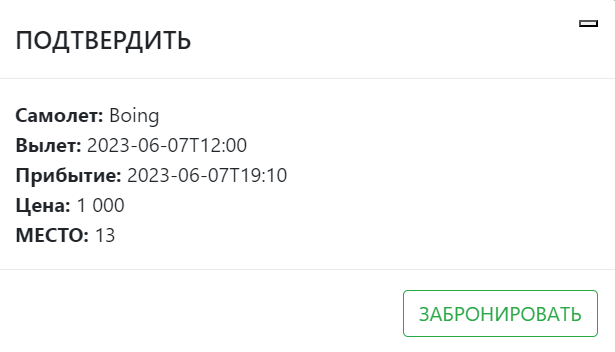 ПОДТВЕРДИТЬ
Самолет: Boing
Вылет: 2023-06-07T12:00
Прибытие: 2023-06-07T19:10
Цена: 1 000
МЕСТО: 13
ЗАБРОНИРОВАТЬ